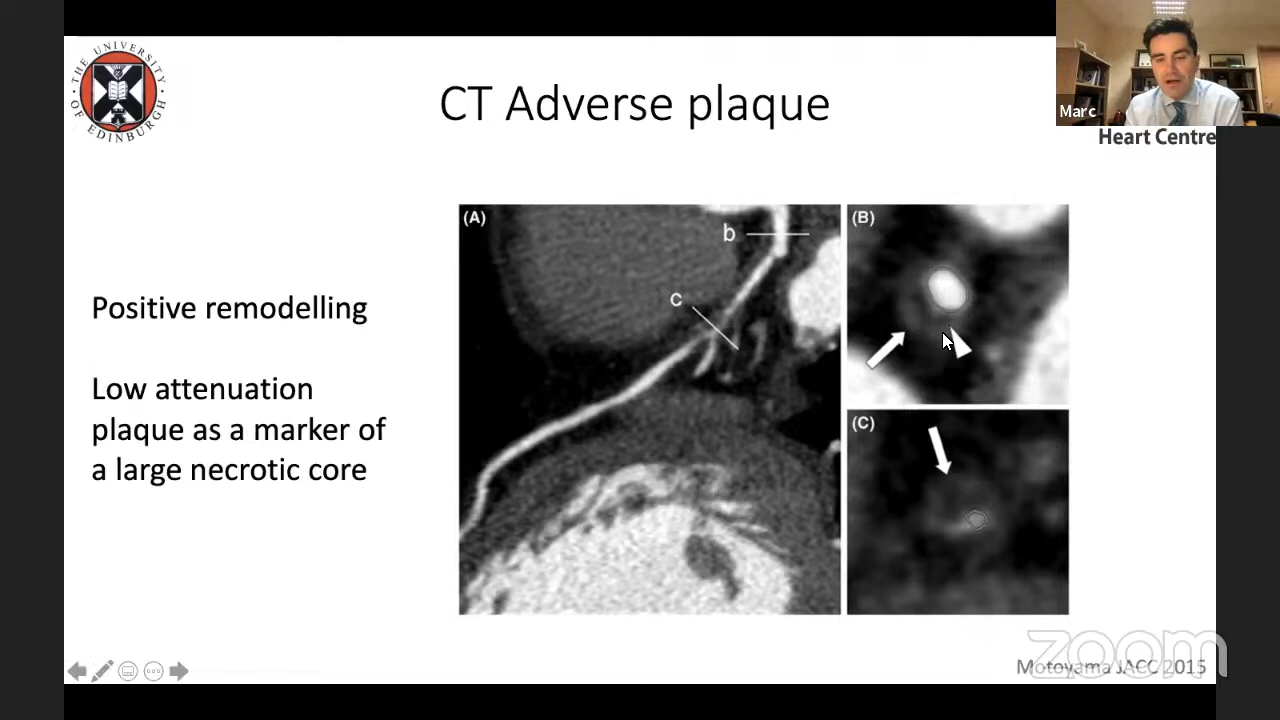 THE UNIVERSITY OF EDINBURGH
CT Adverse plaque
Marc
Heart Centre
Positive remodelling
Low attenuation
plaque as a marker of
a large necrotic core
(A)
b
c
(B)
(C)
Motoyama JACC 2015
zoom